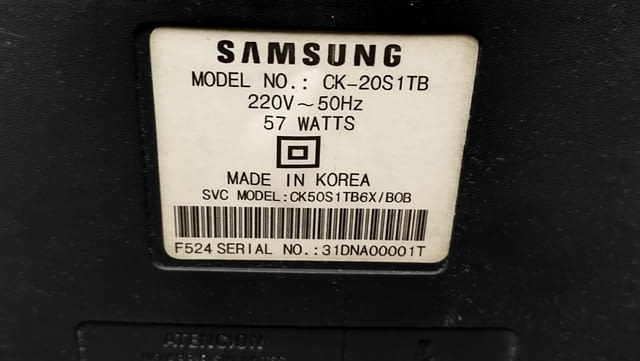 SAMSUNG
MODEL NO.: CK-20S1TB
220V~50Hz
57 WATTS
MADE IN KOREA
SVC MODEL:CK50S1TB6X/BOB
F524 SERIAL NO.:31DNA00001T
ATENCION